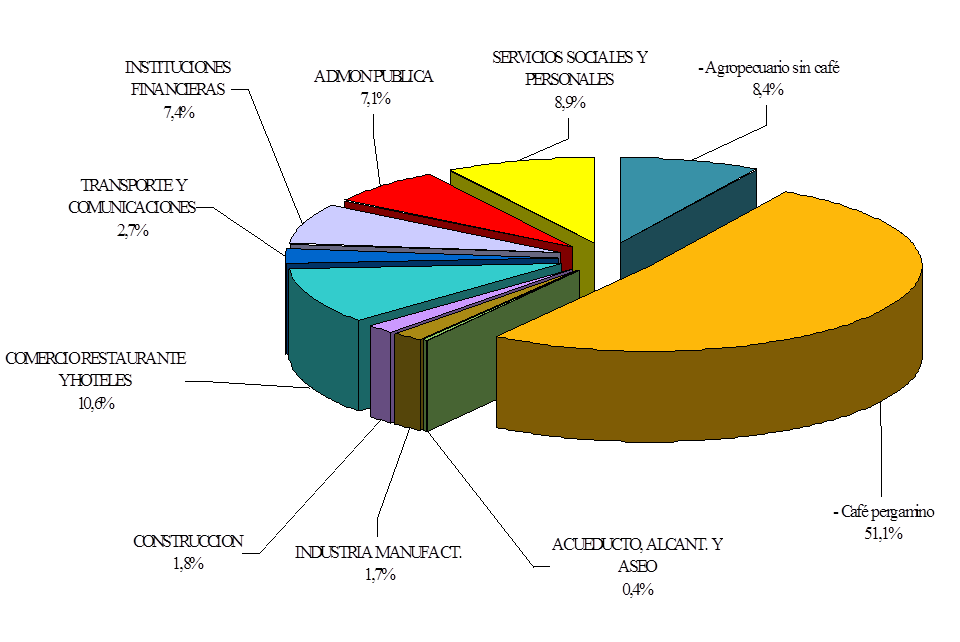 SERVICIOS SOCIALES Y
PERSONALES
8,9%
- Agropecuario sin café
8,4%
INSTITUCIONES
FINANCIERAS
7,4%
ADMON PUBLICA
7,1%
TRANSPORTE Y
COMUNICACIONES
2,7%
COMERCIO RESTAURANTE
Y HOTELES
10,6%
- Café pergamino
51,1%
CONSTRUCCION
1,8%
INDUSTRIA MANUFACT.
1,7%
ACUEDUCTO, ALCANT. Y
ASEO
0,4%